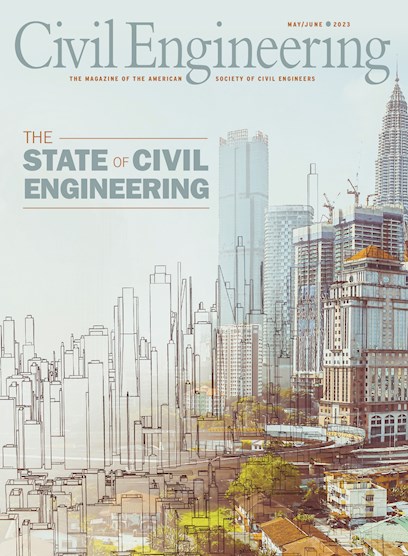 MAY/JUNE 2023
Civil Engineering
THE MAGAZINE OF THE AMERICAN SOCIETY OF CIVIL ENGINEERS
THE
STATE OF CIVIL
ENGINEERING